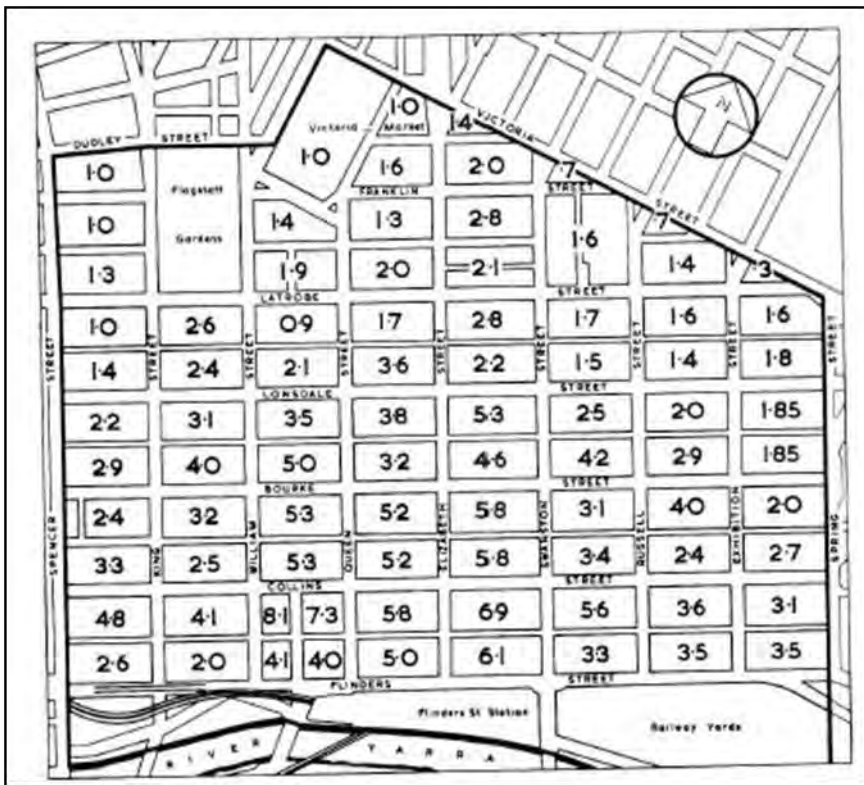 1·0
Victoria Market
1·4
VICTORIA
N
DUDLEY STREET
1·0
1·0
Flagstaff
1·6
2·0
·7
STREET
FRANKLIN
STREET
·7
1·0
Gardens
1·4
1·3
2·8
1·6
1·3
1·9
2·0
2·1
1·4
·3
LATROBE
STREET
1·0
2·6
0·9
1·7
2·8
1·7
1·6
1·6
STREET
STREET
STREET
STREET
STREET
STREET
STREET
STREET
STREET
1·4
2·4
2·1
3·6
2·2
1·5
1·4
1·8
LONSDALE
STREET
2·2
3·1
3·5
3·8
5·3
2·5
2·0
1·85
2·9
4·0
5·0
3·2
4·6
4·2
2·9
1·85
BOURKE
STREET
2·4
3·2
5·3
5·2
5·8
3·1
4·0
2·0
SPENCER
KING
WILLIAM
QUEEN
ELIZABETH
SWANSTON
RUSSELL
EXHIBITION
SPRING
3·3
2·5
5·3
5·2
5·8
3·4
2·4
2·7
COLLINS
STREET
4·8
4·1
8·1
7·3
5·8
6·9
5·6
3·6
3·1
2·6
2·0
4·1
4·0
5·0
6·1
3·3
3·5
3·5
FLINDERS
STREET
Flinders St Station
Railway Yards
RIVER YARRA